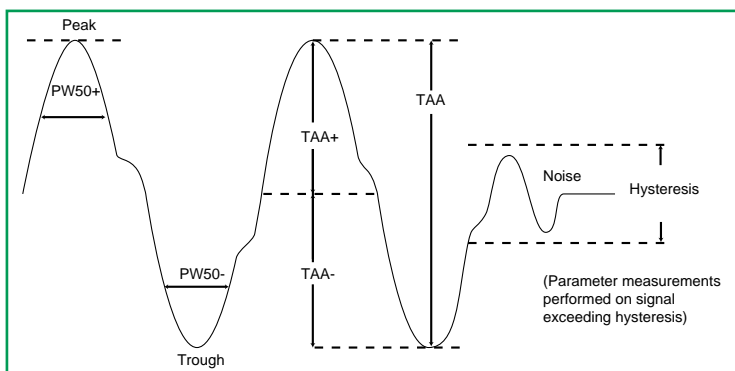 Peak
PW50+
TAA
TAA+
Noise
Hysteresis
PW50-
TAA-
(Parameter measurements
performed on signal
exceeding hysteresis)
Trough